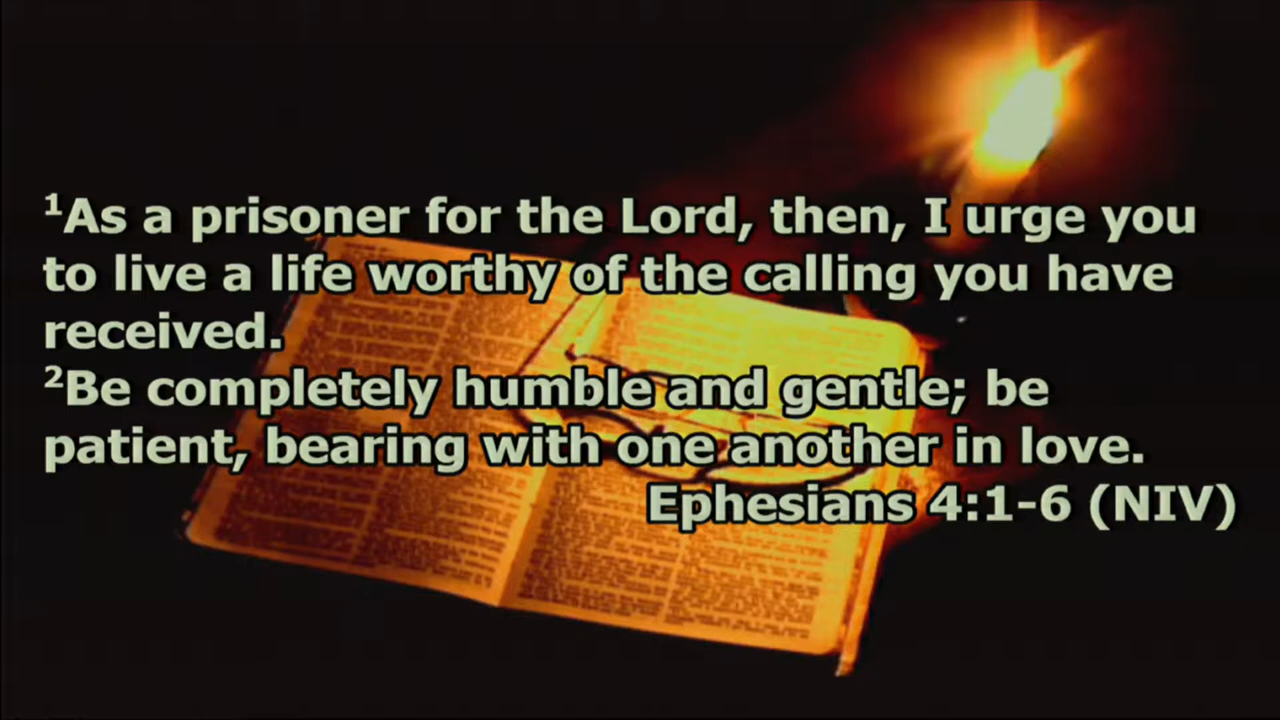 ¹As a prisoner for the Lord, then, I urge you
to live a life worthy of the calling you have
received.
²Be completely humble and gentle; be
patient, bearing with one another in love.
Ephesians 4:1-6 (NIV)